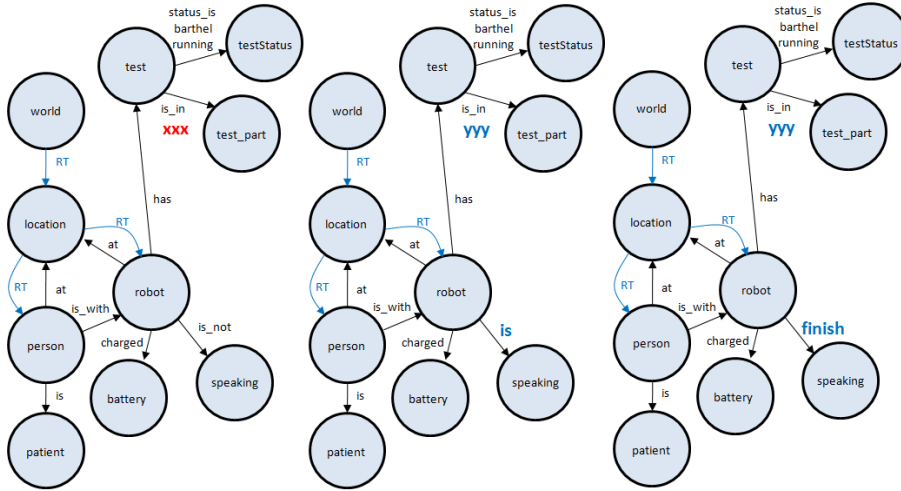 status_is
barthel
running
testStatus
test
is_in
xxx
test_part
world
RT
has
location
RT
at
RT
at
robot
is_with
is_not
person
charged
speaking
is
battery
patient
status_is
barthel
running
testStatus
test
is_in
yyy
test_part
world
RT
has
location
RT
at
RT
at
robot
is_with
is
person
charged
speaking
is
battery
patient
status_is
barthel
running
testStatus
test
is_in
yyy
test_part
world
RT
has
location
RT
at
RT
at
robot
is_with
finish
person
charged
speaking
is
battery
patient